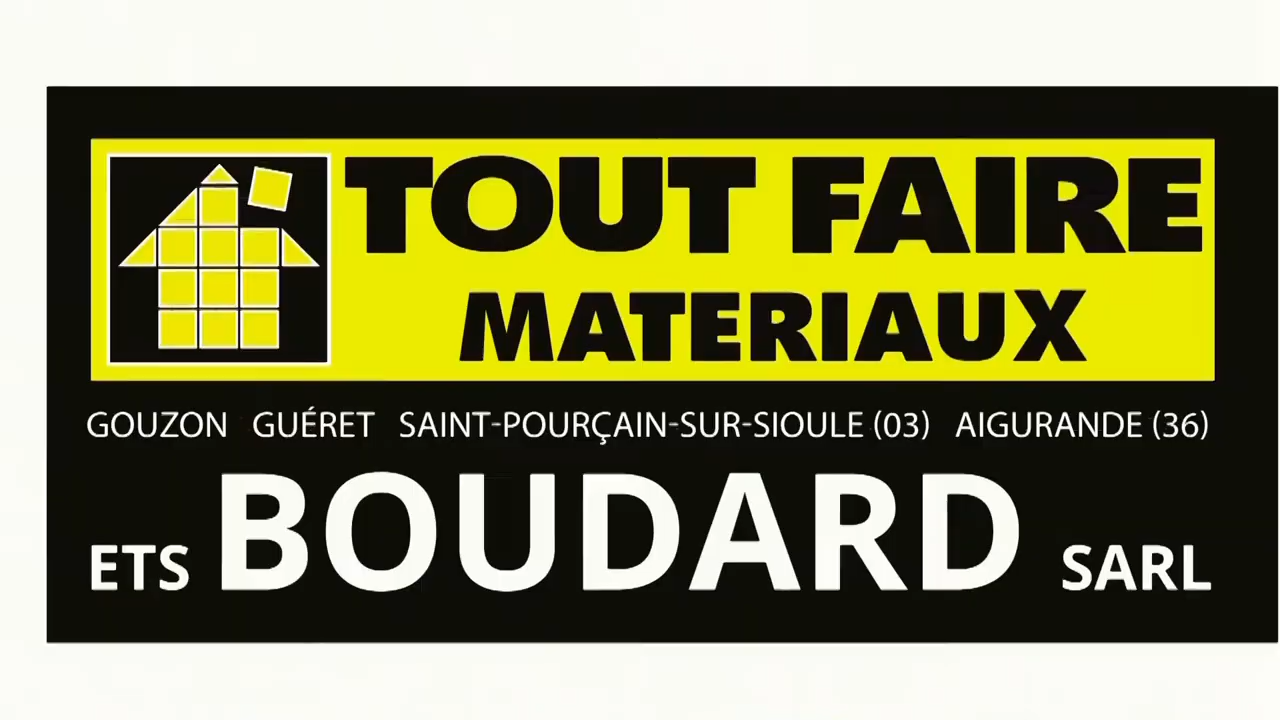 TOUT FAIRE
MATERIAUX
GOUZON GUÉRET SAINT-POURÇAIN-SUR-SIOULE (03) AIGURANDE (36)
ETS BOUDARD SARL